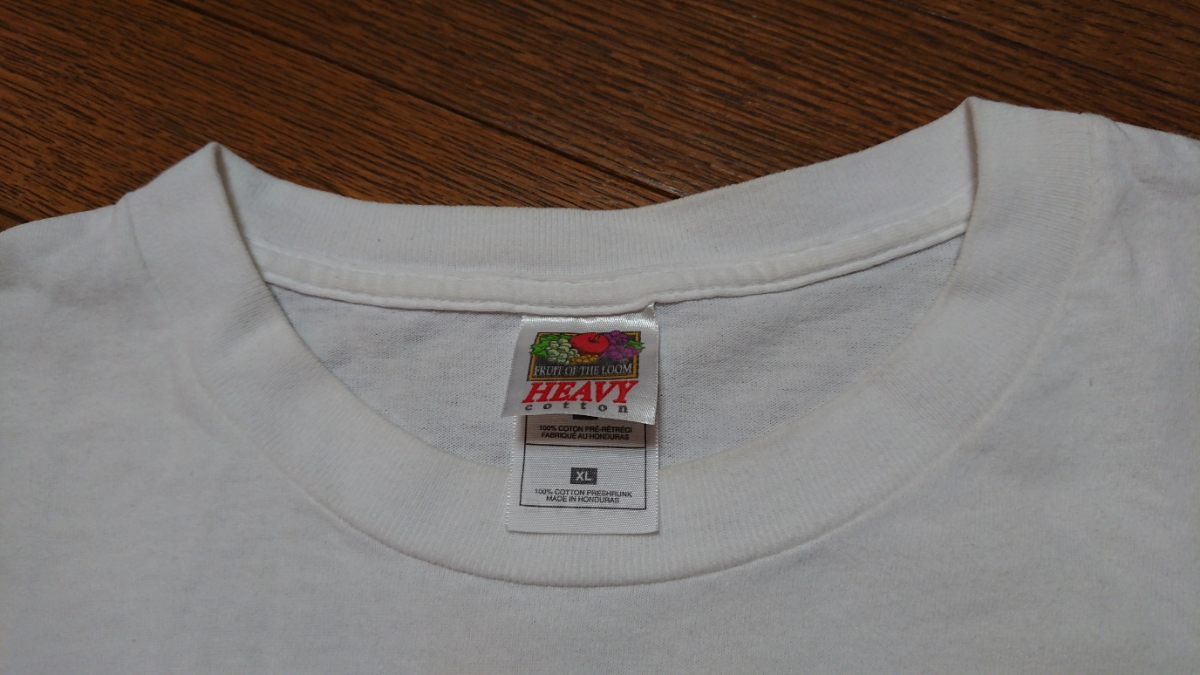 FRUIT OF THE LOOM
HEAVY
cotton
100% COTON PRÉ-RÉTRÉCI
FABRIQUÉ AU HONDURAS
XL
100% COTTON PRESHRUNK
MADE IN HONDURAS